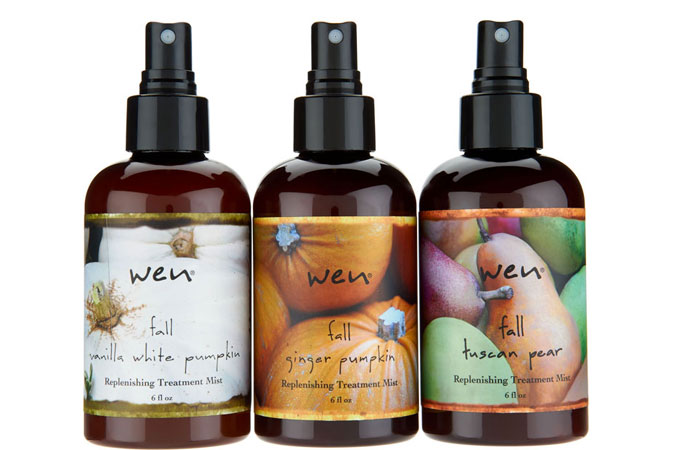 wen®
fall
vanilla white pumpkin
Replenishing Treatment Mist
6 fl oz
wen®
fall
ginger pumpkin
Replenishing Treatment Mist
6 fl oz
wen®
fall
tuscan pear
Replenishing Treatment Mist
6 fl oz